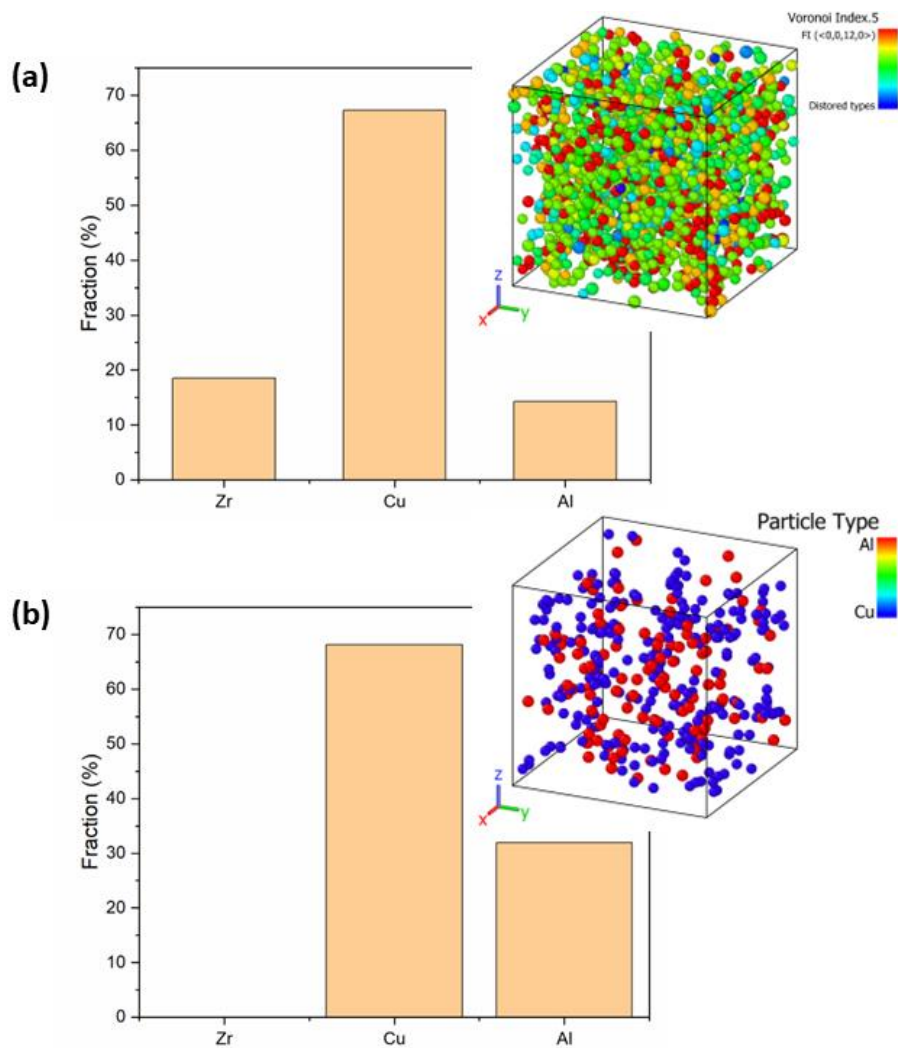 (a)
Fraction (%)
70
60
50
40
30
20
10
0
Zr Cu Al
Voronoi Index.5
FI (<0,0,12,0>)
Distored types
z
x y
(b)
Fraction (%)
70
60
50
40
30
20
10
0
Zr Cu Al
Particle Type
Al
Cu
z
x y